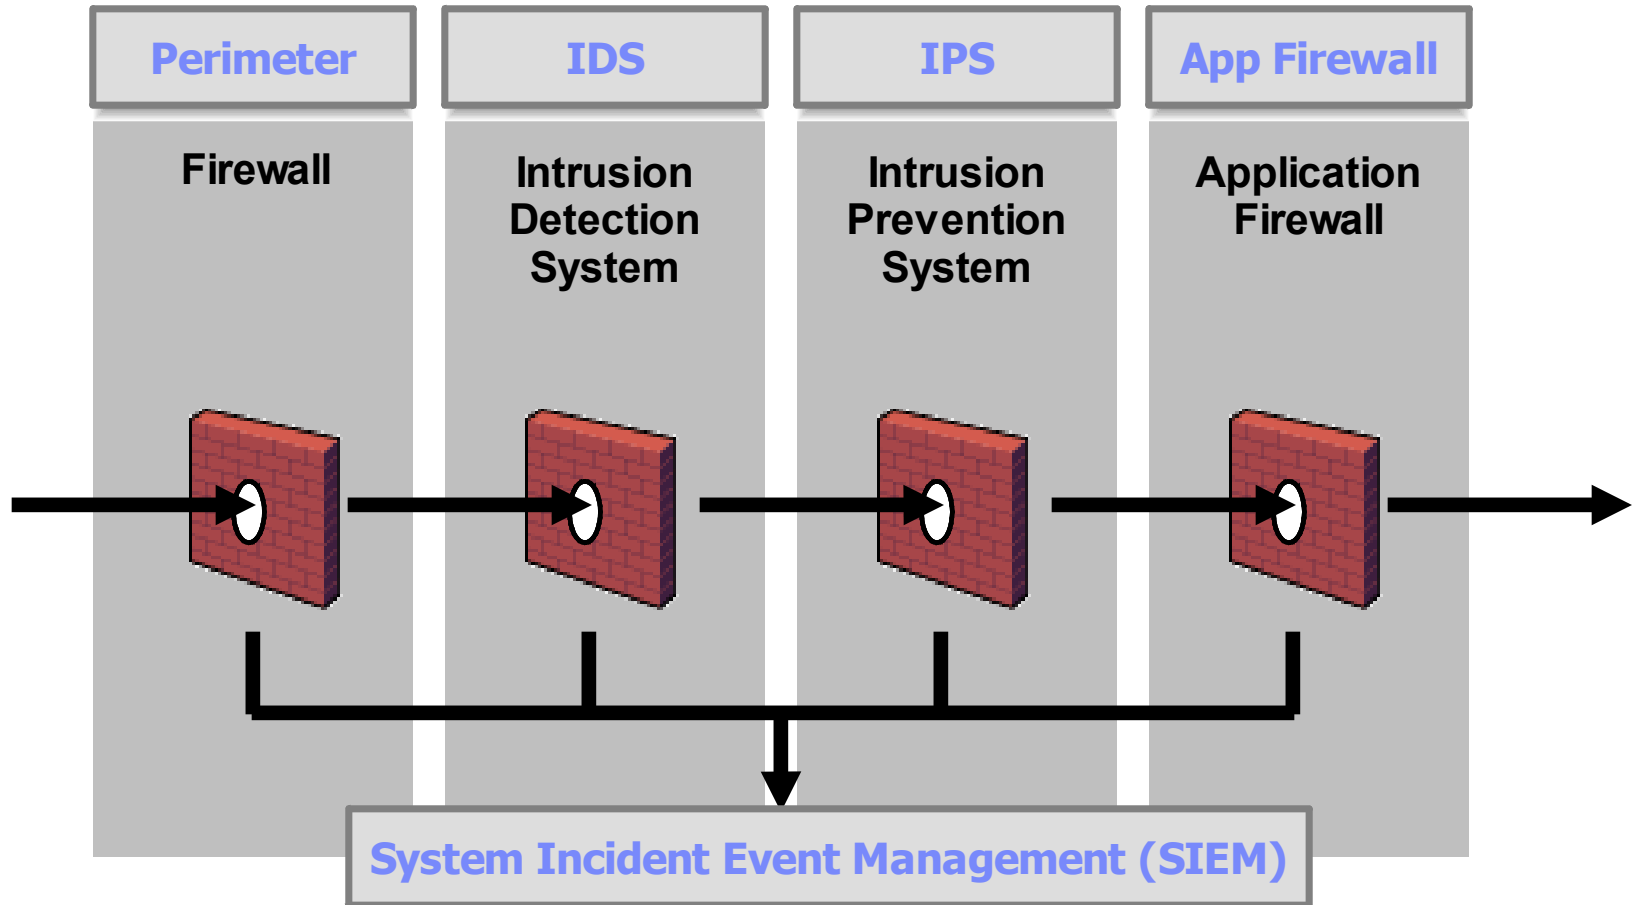 Perimeter
IDS
IPS
App Firewall
Firewall
Intrusion
Detection
System
Intrusion
Prevention
System
Application
Firewall
System Incident Event Management (SIEM)